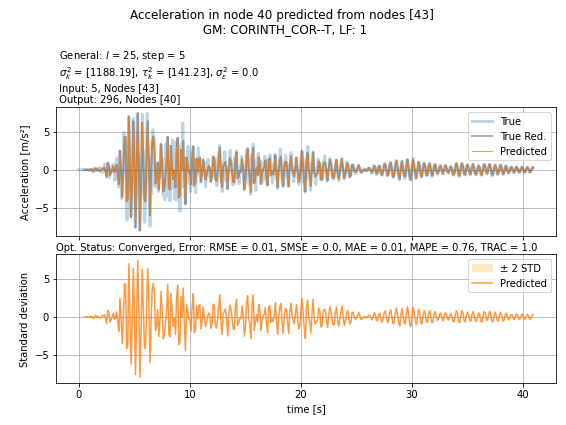 Acceleration in node 40 predicted from nodes [43]
GM: CORINTH_COR--T, LF: 1
General: l = 25, step = 5
σ²ₖ = [1188.19], τ²ₖ = [141.23], σ²_ε = 0.0
Input: 5, Nodes [43]
Output: 296, Nodes [40]
Acceleration [m/s²]
5
0
−5
True
True Red.
Predicted
Opt. Status: Converged, Error: RMSE = 0.01, SMSE = 0.0, MAE = 0.01, MAPE = 0.76, TRAC = 1.0
Standard deviation
5
0
−5
± 2 STD
Predicted
0 10 20 30 40
time [s]